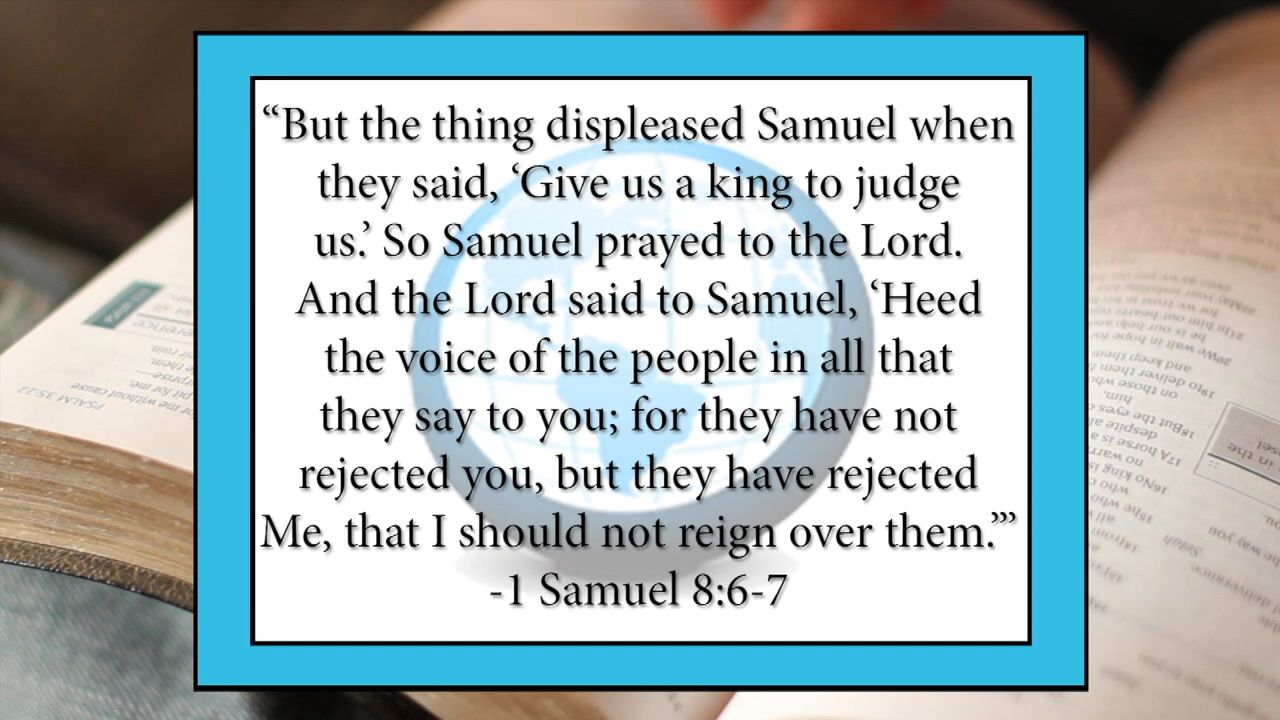 “But the thing displeased Samuel when
they said, ‘Give us a king to judge
us.’ So Samuel prayed to the Lord.
And the Lord said to Samuel, ‘Heed
the voice of the people in all that
they say to you; for they have not
rejected you, but they have rejected
Me, that I should not reign over them.’”
-1 Samuel 8:6-7
PSALM 35:22